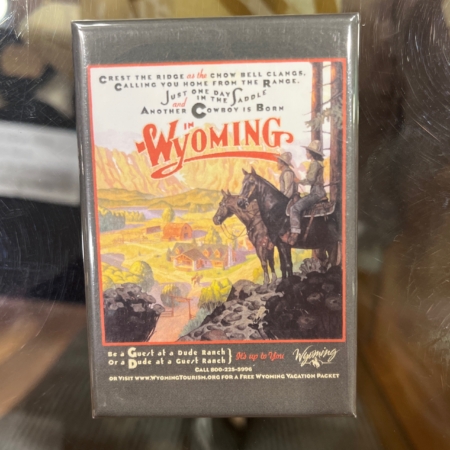 Crest the Ridge as the Chow Bell Clangs,
Calling You Home from the Range.
Just One Day in the Saddle
and Another Cowboy is Born
in
Wyoming
Be a Guest at a Dude Ranch
Or a Dude at a Guest Ranch } It's up to You Wyoming
Call 800-225-5996
or visit www.WyomingTourism.org for a Free Wyoming Vacation Packet